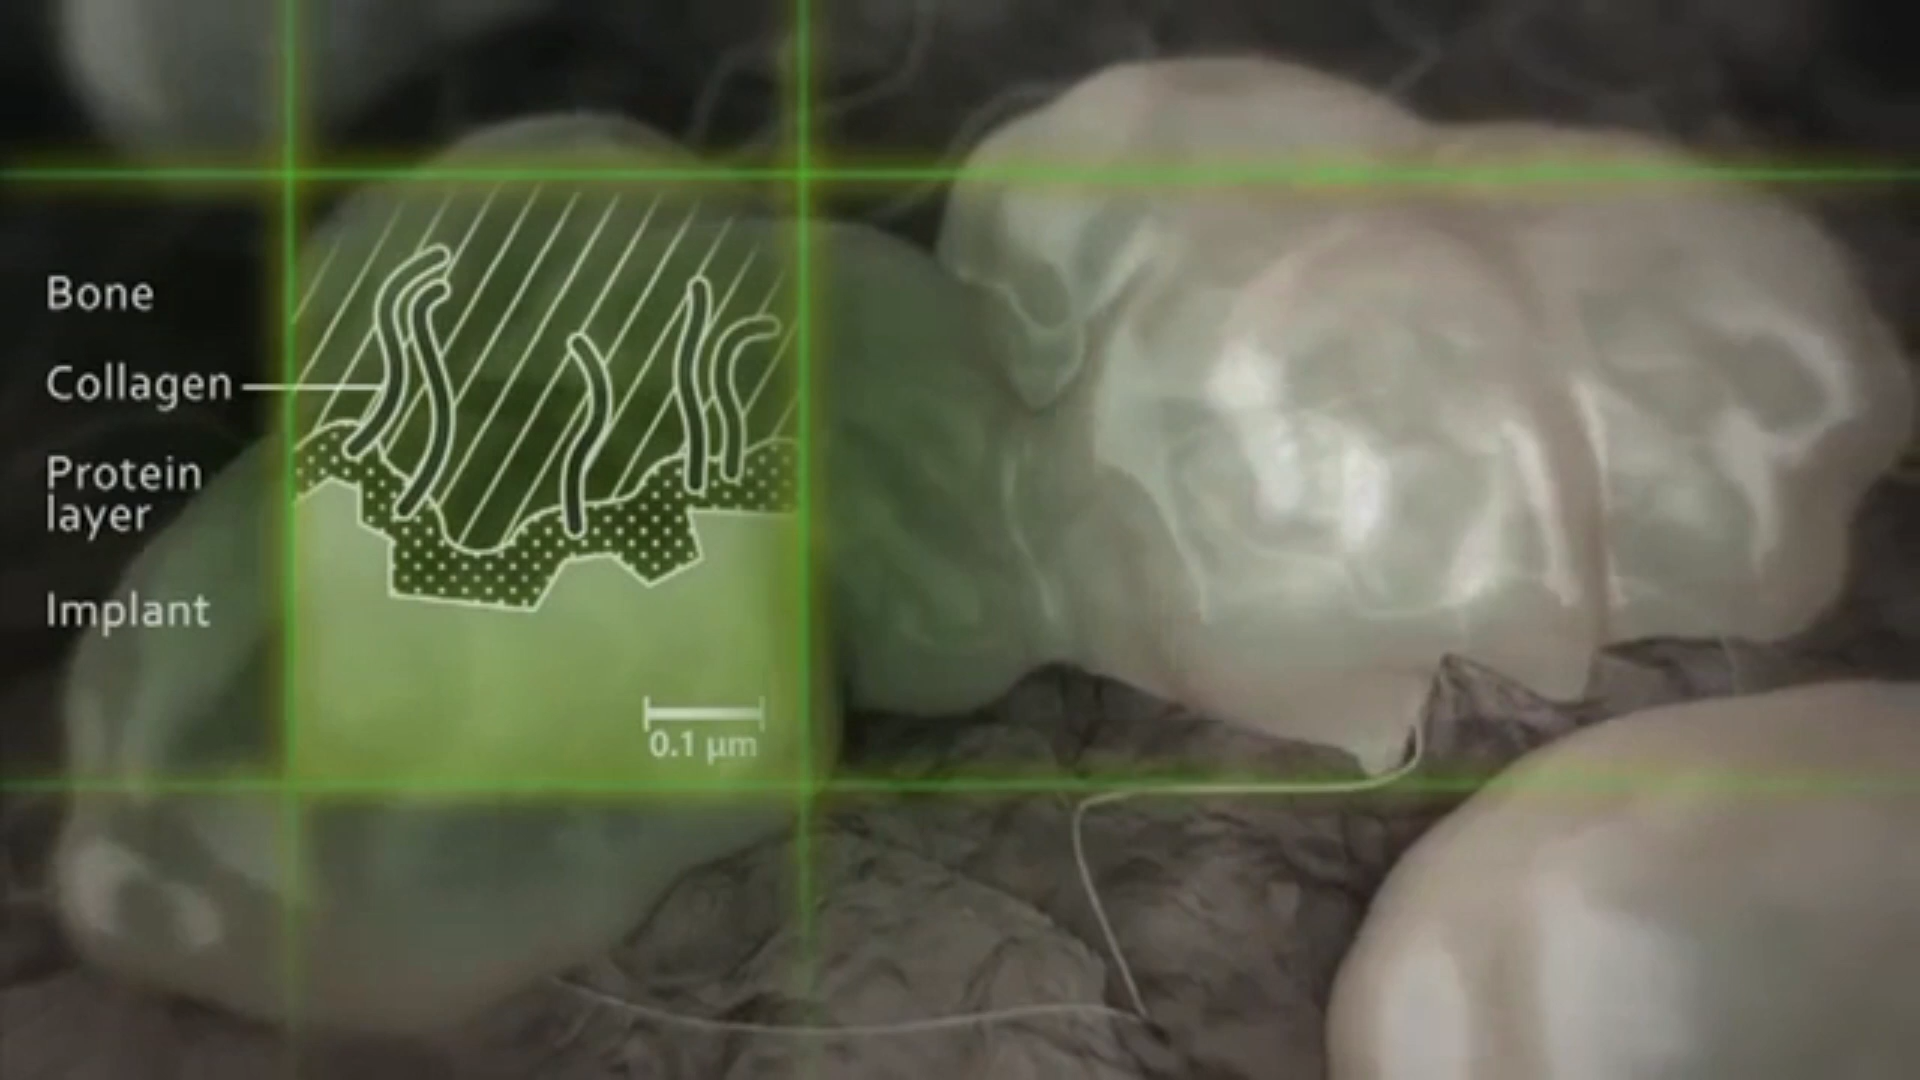 Bone
Collagen
Protein
layer
Implant
0.1 µm